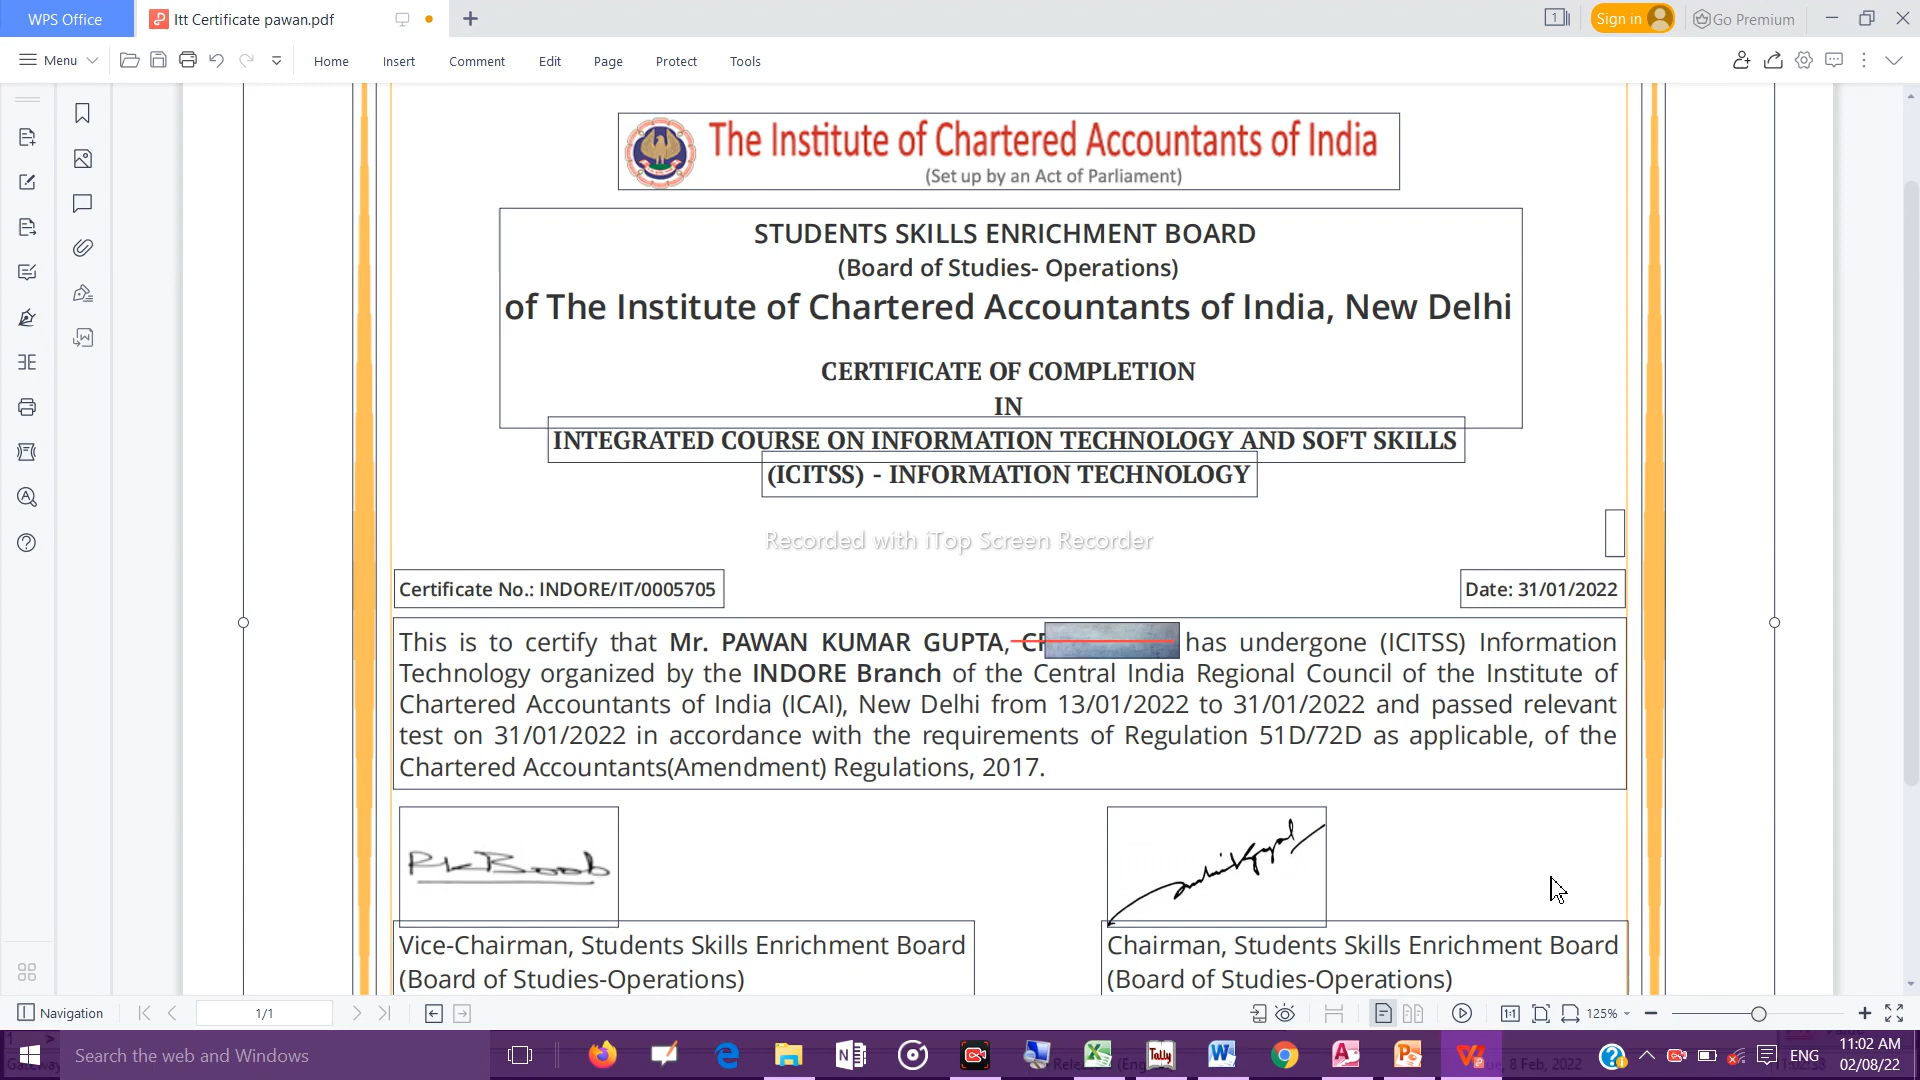 WPS Office
Itt Certificate pawan.pdf
Sign in
Go Premium
Menu
Home
Insert
Comment
Edit
Page
Protect
Tools
The Institute of Chartered Accountants of India
(Set up by an Act of Parliament)
STUDENTS SKILLS ENRICHMENT BOARD
(Board of Studies- Operations)
of The Institute of Chartered Accountants of India, New Delhi
CERTIFICATE OF COMPLETION
IN
INTEGRATED COURSE ON INFORMATION TECHNOLOGY AND SOFT SKILLS
(ICITSS) - INFORMATION TECHNOLOGY
Recorded with iTop Screen Recorder
Certificate No.: INDORE/IT/0005705
Date: 31/01/2022
This is to certify that Mr. PAWAN KUMAR GUPTA, has undergone (ICITSS) Information
Technology organized by the INDORE Branch of the Central India Regional Council of the Institute of
Chartered Accountants of India (ICAI), New Delhi from 13/01/2022 to 31/01/2022 and passed relevant
test on 31/01/2022 in accordance with the requirements of Regulation 51D/72D as applicable, of the
Chartered Accountants(Amendment) Regulations, 2017.
PkBoob
Vice-Chairman, Students Skills Enrichment Board
(Board of Studies-Operations)
Chairman, Students Skills Enrichment Board
(Board of Studies-Operations)
Navigation
1/1
125%
Search the web and Windows
ENG
11:02 AM
02/08/22